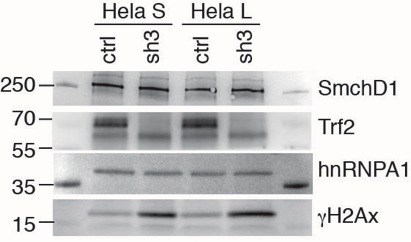 Hela S Hela L
ctrl sh3 ctrl sh3
250 SmchD1
70 Trf2
55
hnRNPA1
35
15 γH2Ax